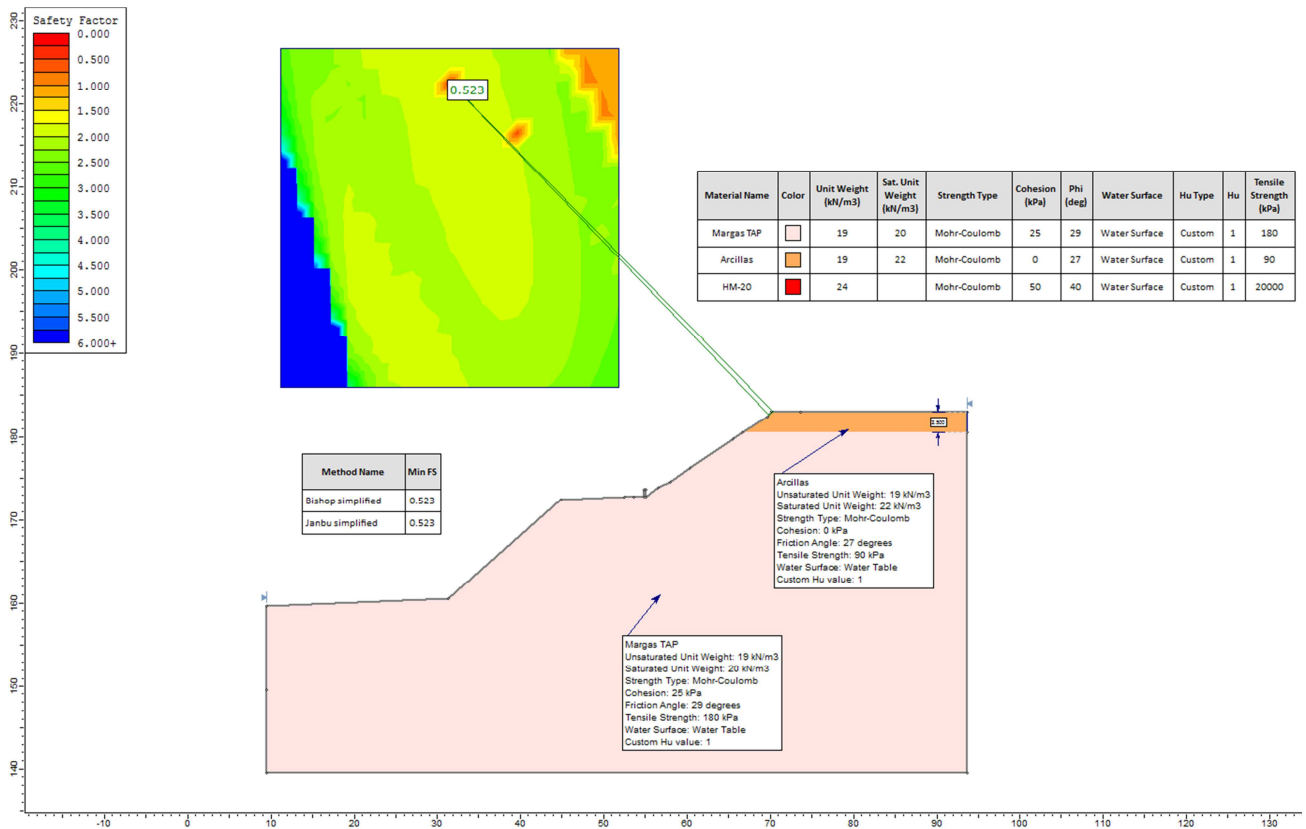 Safety Factor
0.000
0.500
1.000
1.500
2.000
2.500
3.000
3.500
4.000
4.500
5.000
5.500
6.000+
0.523
Material Name Color Unit Weight (kN/m3) Sat. Unit Weight (kN/m3) Strength Type Cohesion (kPa) Phi (deg) Water Surface Hu Type Hu Tensile Strength (kPa)
Margas TAP 19 20 Mohr-Coulomb 25 29 Water Surface Custom 1 180
Arcillas 19 22 Mohr-Coulomb 0 27 Water Surface Custom 1 90
HM-20 24 Mohr-Coulomb 50 40 Water Surface Custom 1 20000
Method Name Min FS
Bishop simplified 0.523
Janbu simplified 0.523
Arcillas
Unsaturated Unit Weight: 19 kN/m3
Saturated Unit Weight: 22 kN/m3
Strength Type: Mohr-Coulomb
Cohesion: 0 kPa
Friction Angle: 27 degrees
Tensile Strength: 90 kPa
Water Surface: Water Table
Custom Hu value: 1
Margas TAP
Unsaturated Unit Weight: 19 kN/m3
Saturated Unit Weight: 20 kN/m3
Strength Type: Mohr-Coulomb
Cohesion: 25 kPa
Friction Angle: 29 degrees
Tensile Strength: 180 kPa
Water Surface: Water Table
Custom Hu value: 1
230
220
210
200
190
180
170
160
150
140
-10 0 10 20 30 40 50 60 70 80 90 100 110 120 130